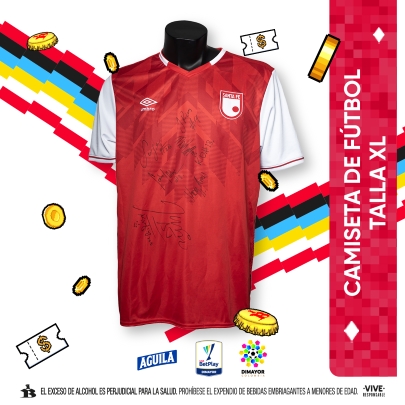 CAMISETA DE FÚTBOL
TALLA XL
umbro
SANTA FE
AGUILA
BetPlay
DIMAYOR
DIMAYOR
EL EXCESO DE ALCOHOL ES PERJUDICIAL PARA LA SALUD. PROHÍBESE EL EXPENDIO DE BEBIDAS EMBRIAGANTES A MENORES DE EDAD.
·VIVE·
RESPONSABLE